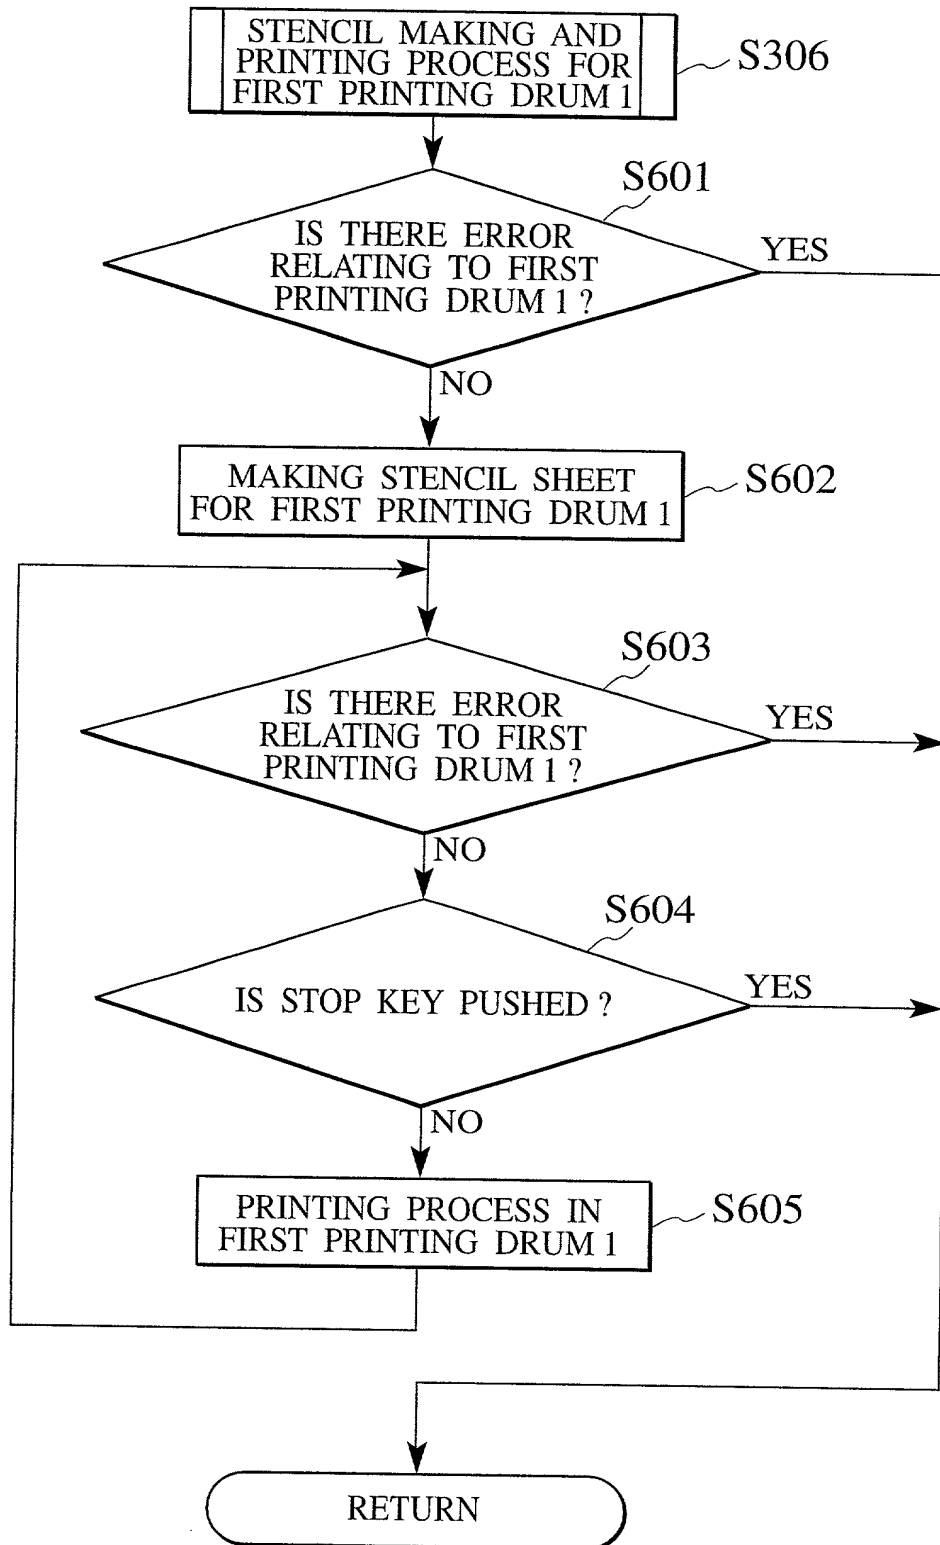 STENCIL MAKING AND
PRINTING PROCESS FOR
FIRST PRINTING DRUM 1
S306
S601
IS THERE ERROR
RELATING TO FIRST
PRINTING DRUM 1 ?
YES
NO
MAKING STENCIL SHEET
FOR FIRST PRINTING DRUM 1
S602
S603
IS THERE ERROR
RELATING TO FIRST
PRINTING DRUM 1 ?
YES
NO
S604
IS STOP KEY PUSHED ?
YES
NO
PRINTING PROCESS IN
FIRST PRINTING DRUM 1
S605
RETURN